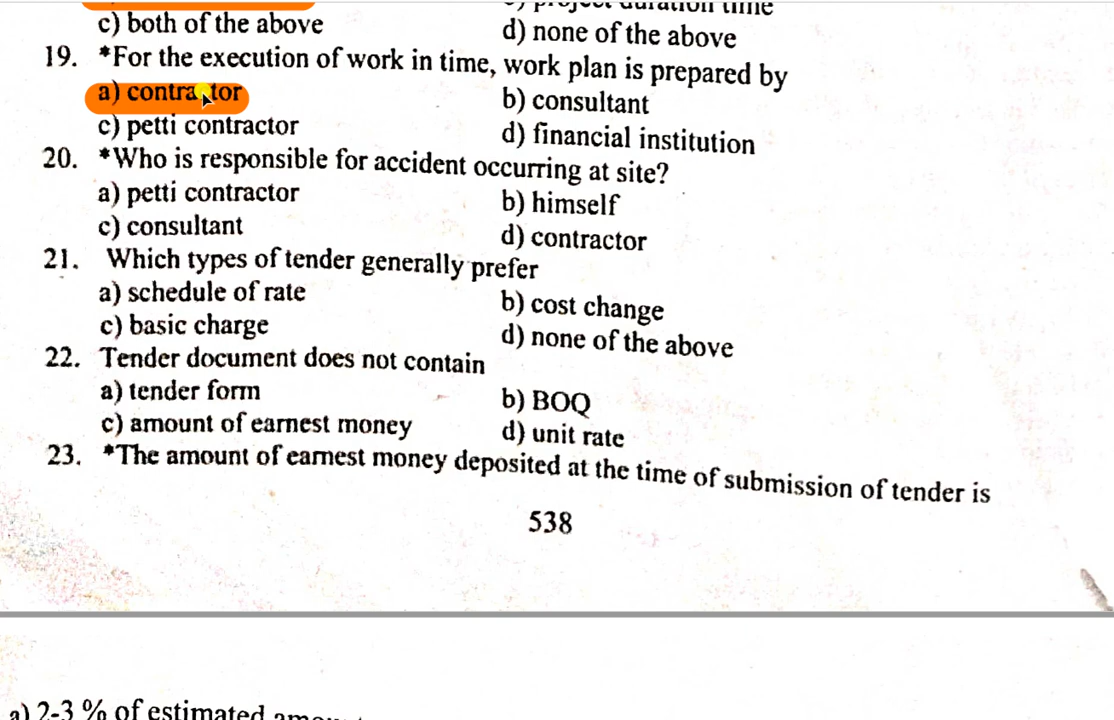 project duration time
c) both of the above d) none of the above
19. *For the execution of work in time, work plan is prepared by
a) contractor b) consultant
c) petti contractor d) financial institution
20. *Who is responsible for accident occurring at site?
a) petti contractor b) himself
c) consultant d) contractor
21. Which types of tender generally prefer
a) schedule of rate b) cost change
c) basic charge d) none of the above
22. Tender document does not contain
a) tender form b) BOQ
c) amount of earnest money d) unit rate
23. *The amount of earnest money deposited at the time of submission of tender is
538
a) 2-3 % of estimated